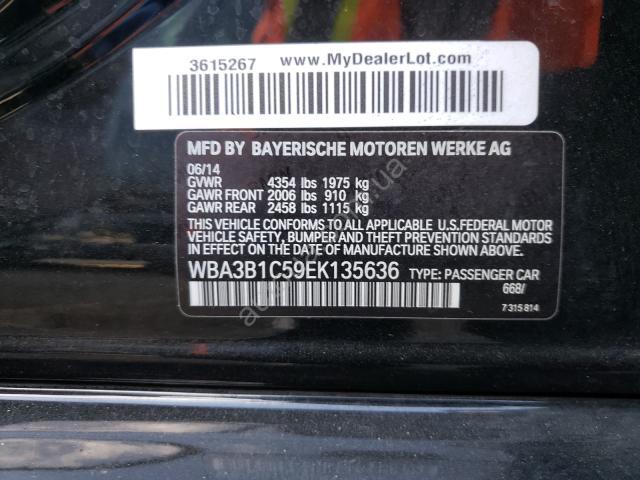 3615267 www.MyDealerLot.com
MFD BY BAYERISCHE MOTOREN WERKE AG
06/14
GVWR 4354 lbs 1975 kg
GAWR FRONT 2006 lbs 910 kg
GAWR REAR 2458 lbs 1115 kg
THIS VEHICLE CONFORMS TO ALL APPLICABLE U.S.FEDERAL MOTOR
VEHICLE SAFETY, BUMPER AND THEFT PREVENTION STANDARDS
IN EFFECT ON THE DATE OF MANUFACTURE SHOWN ABOVE.
WBA3B1C59EK135636 TYPE: PASSENGER CAR
668/
7 315 814